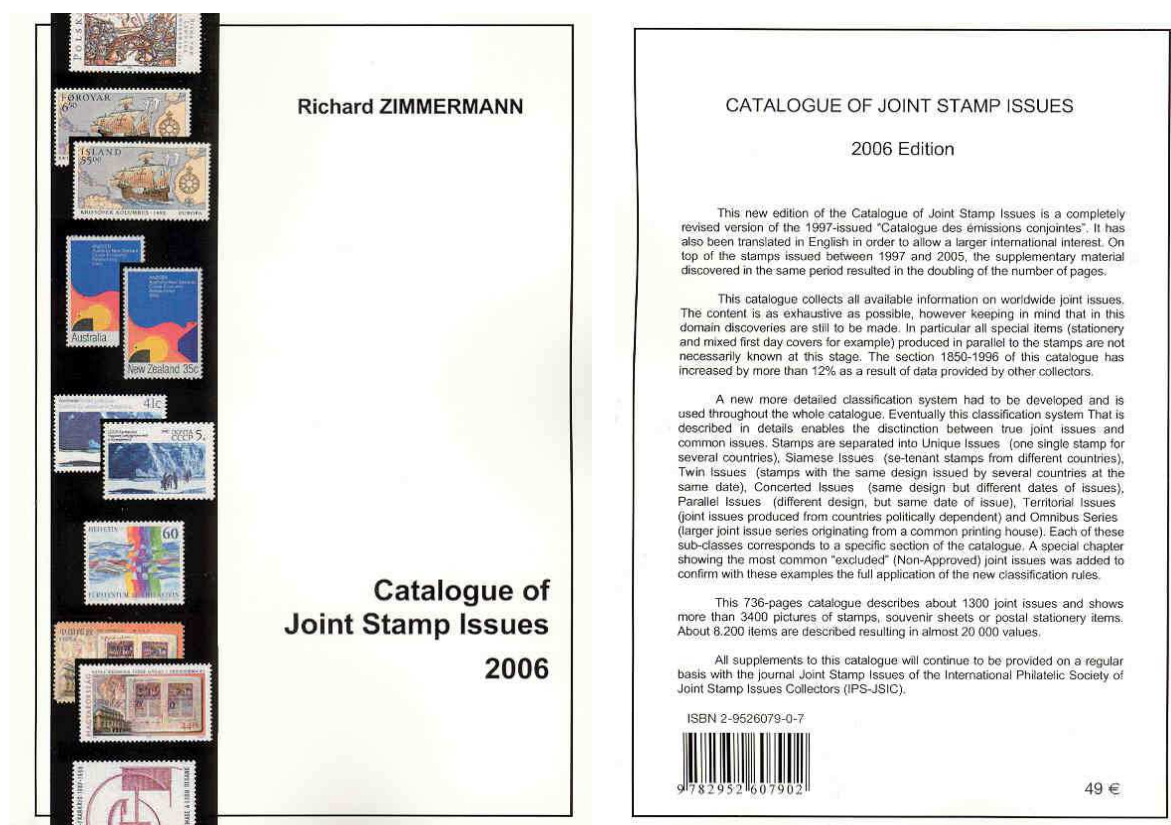 POLSKA
FØROYAR
6⁵⁰
ISLAND
5500
KRISTÓFER KÓLUMBUS · 1492 EUROPA
Australia
New Zealand 35c
41c
ПОЧТА
СССР 5к
HELVETIA
60
FÜRSTENTUM LIECHTENSTEIN
中国邮政
MAGYARORSZÁG
Richard ZIMMERMANN
Catalogue of
Joint Stamp Issues
2006
CATALOGUE OF JOINT STAMP ISSUES
2006 Edition
This new edition of the Catalogue of Joint Stamp Issues is a completely
revised version of the 1997-issued "Catalogue des émissions conjointes". It has
also been translated in English in order to allow a larger international interest. On
top of the stamps issued between 1997 and 2005, the supplementary material
discovered in the same period resulted in the doubling of the number of pages.
This catalogue collects all available information on worldwide joint issues.
The content is as exhaustive as possible, however keeping in mind that in this
domain discoveries are still to be made. In particular all special items (stationery
and mixed first day covers for example) produced in parallel to the stamps are not
necessarily known at this stage. The section 1850-1996 of this catalogue has
increased by more than 12% as a result of data provided by other collectors.
A new more detailed classification system had to be developed and is
used throughout the whole catalogue. Eventually this classification system That is
described in details enables the disctinction between true joint issues and
common issues. Stamps are separated into Unique Issues (one single stamp for
several countries), Siamese Issues (se-tenant stamps from different countries),
Twin Issues (stamps with the same design issued by several countries at the
same date), Concerted Issues (same design but different dates of issues),
Parallel Issues (different design, but same date of issue), Territorial Issues
(joint issues produced from countries politically dependent) and Omnibus Series
(larger joint issue series originating from a common printing house). Each of these
sub-classes corresponds to a specific section of the catalogue. A special chapter
showing the most common "excluded" (Non-Approved) joint issues was added to
confirm with these examples the full application of the new classification rules.
This 736-pages catalogue describes about 1300 joint issues and shows
more than 3400 pictures of stamps, souvenir sheets or postal stationery items.
About 8.200 items are described resulting in almost 20 000 values.
All supplements to this catalogue will continue to be provided on a regular
basis with the journal Joint Stamp Issues of the International Philatelic Society of
Joint Stamp Issues Collectors (IPS-JSIC).
ISBN 2-9526079-0-7
9 782952 607902
49 €